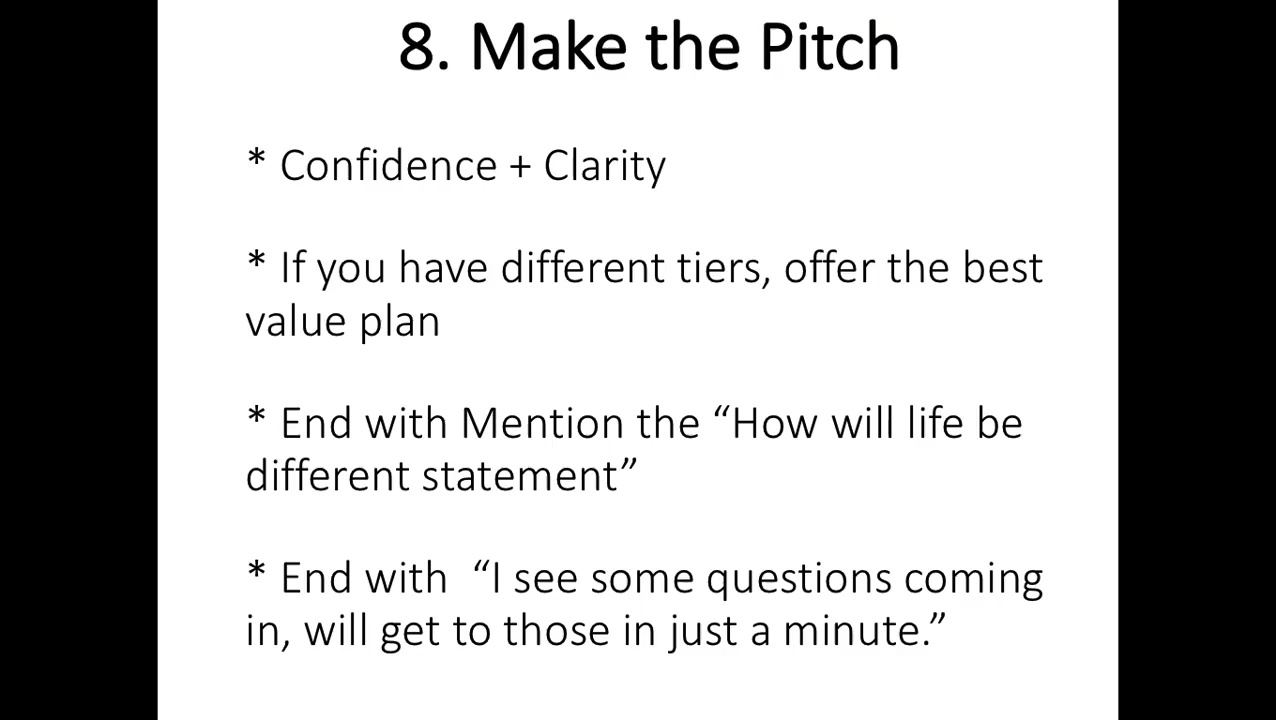 8. Make the Pitch
* Confidence + Clarity
* If you have different tiers, offer the best
value plan
* End with Mention the “How will life be
different statement”
* End with  “I see some questions coming
in, will get to those in just a minute.”